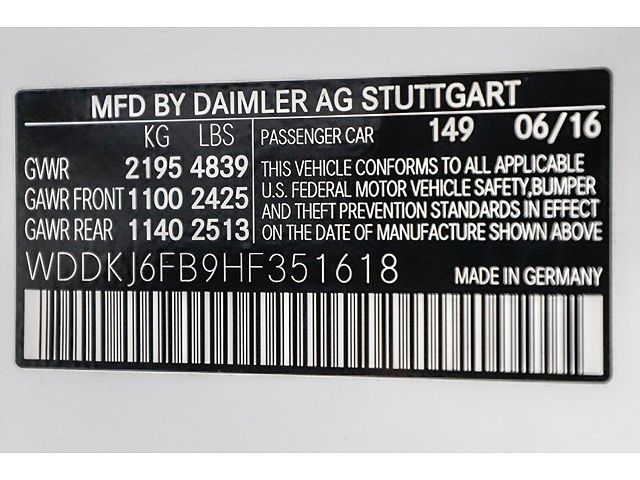 MFD BY DAIMLER AG STUTTGART
KG LBS
GVWR 2195 4839
GAWR FRONT 1100 2425
GAWR REAR 1140 2513
PASSENGER CAR 149 06/16
THIS VEHICLE CONFORMS TO ALL APPLICABLE
U.S. FEDERAL MOTOR VEHICLE SAFETY,BUMPER
AND THEFT PREVENTION STANDARDS IN EFFECT
ON THE DATE OF MANUFACTURE SHOWN ABOVE
WDDKJ6FB9HF351618 MADE IN GERMANY